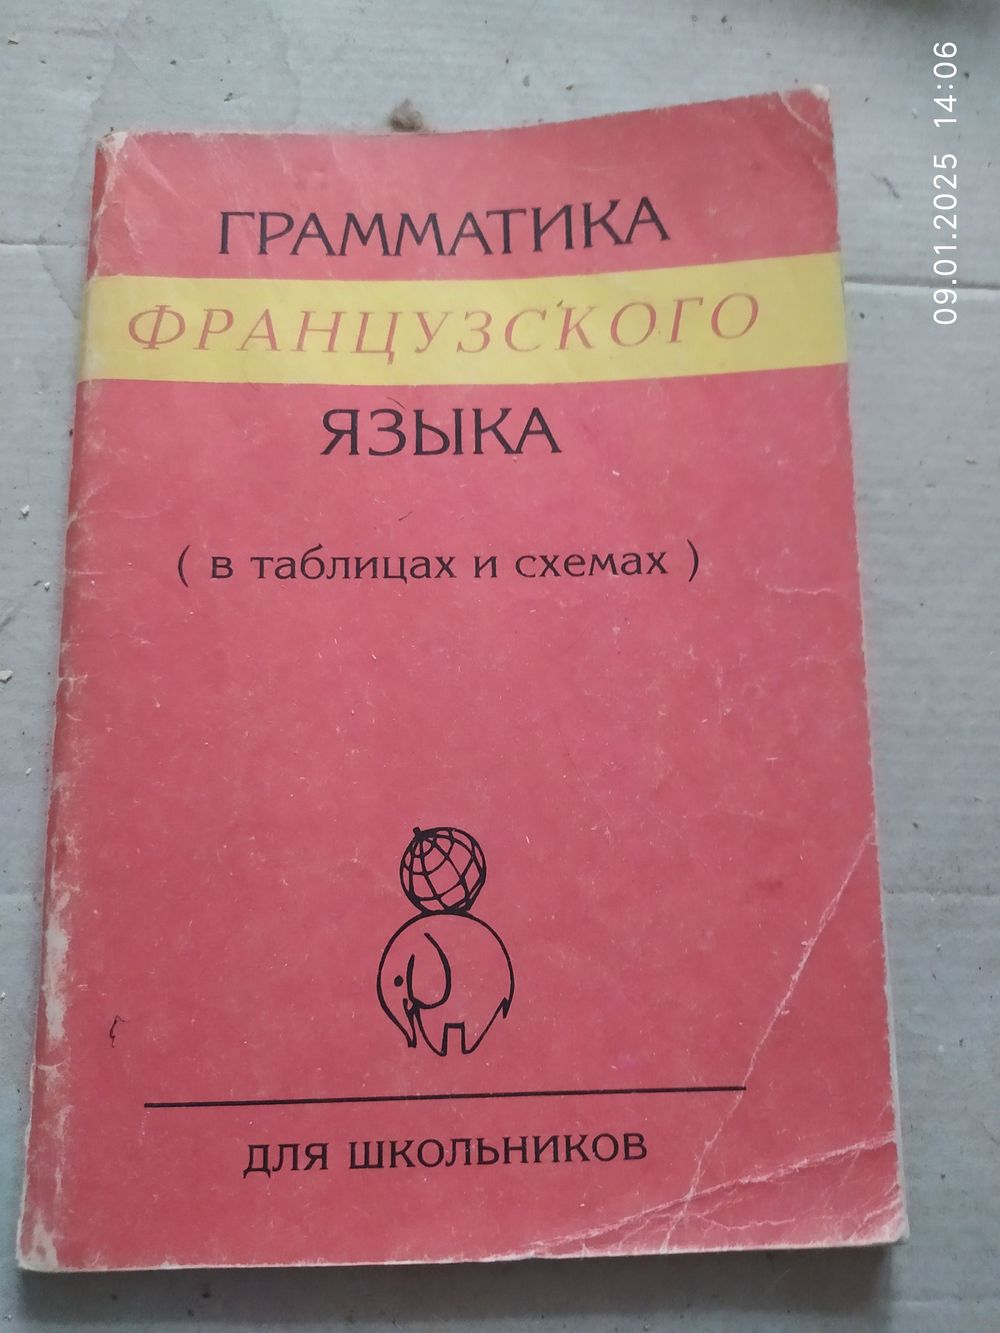 ГРАММАТИКА
ФРАНЦУЗСКОГО
ЯЗЫКА
( в таблицах и схемах )
ДЛЯ ШКОЛЬНИКОВ
09.01.2025 14:06